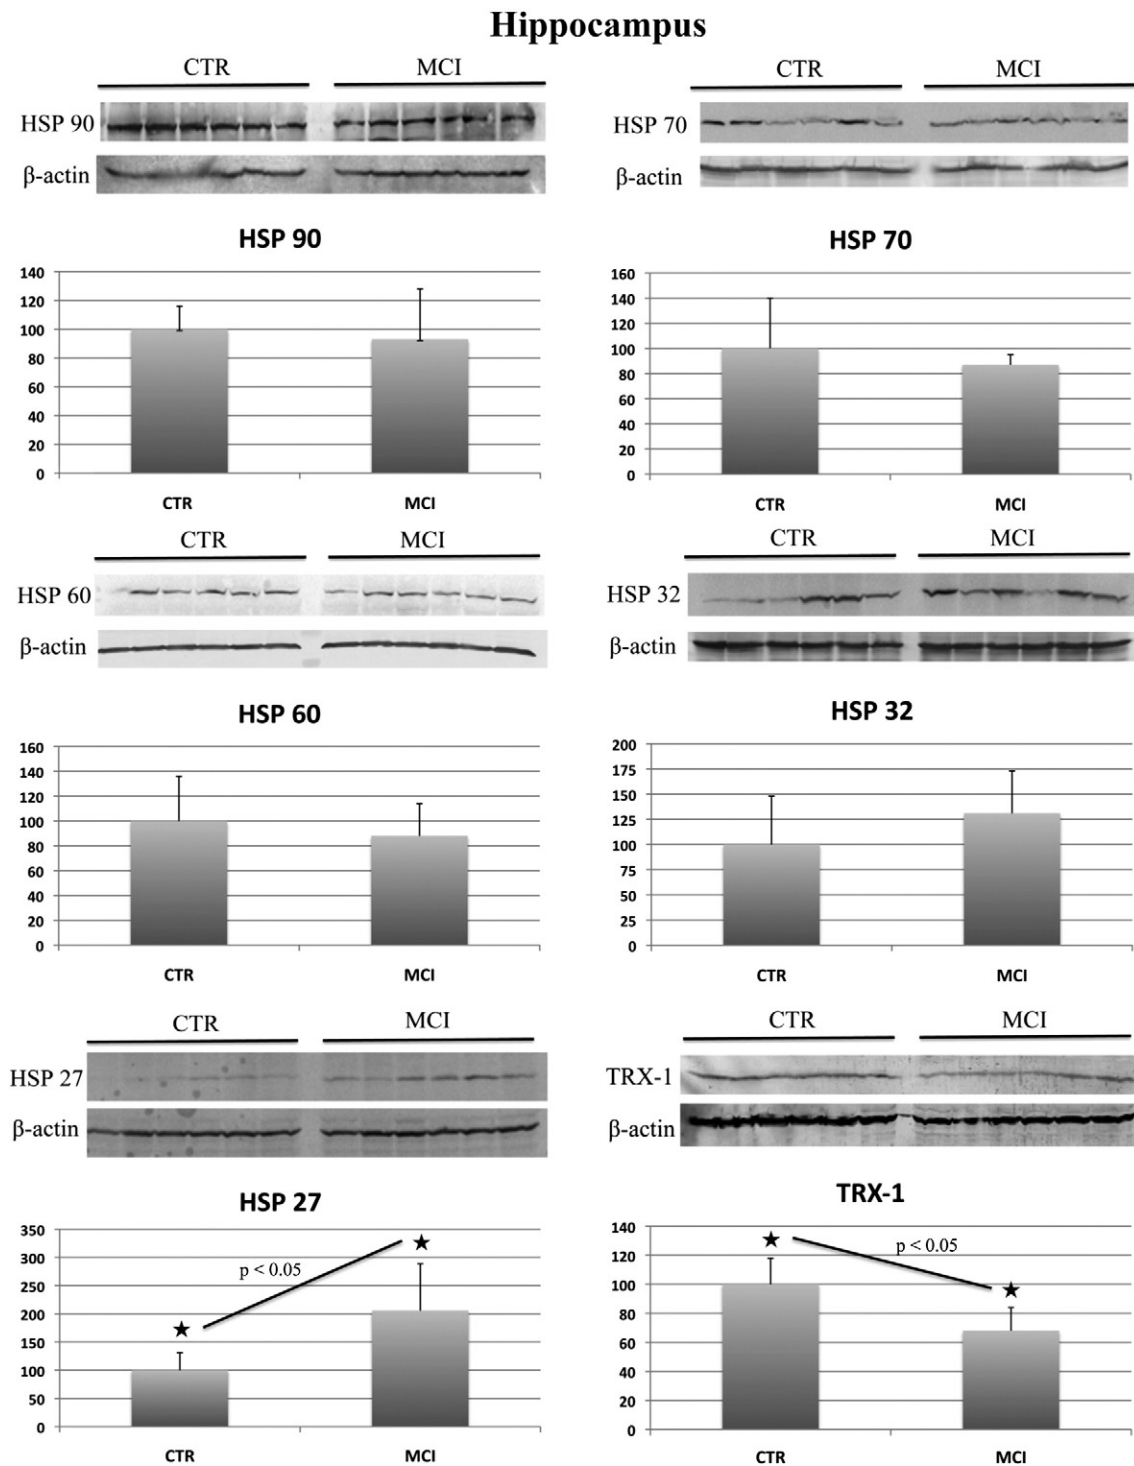 Hippocampus
CTR MCI
HSP 90
β-actin
HSP 90
140
120
100
80
60
40
20
0
CTR MCI
CTR MCI
HSP 70
β-actin
HSP 70
160
140
120
100
80
60
40
20
0
CTR MCI
CTR MCI
HSP 60
β-actin
HSP 60
160
140
120
100
80
60
40
20
0
CTR MCI
CTR MCI
HSP 32
β-actin
HSP 32
200
175
150
125
100
75
50
25
0
CTR MCI
CTR MCI
HSP 27
β-actin
HSP 27
350
300
250
200
150
100
50
0
p < 0.05
CTR MCI
CTR MCI
TRX-1
β-actin
TRX-1
140
120
100
80
60
40
20
0
p < 0.05
CTR MCI